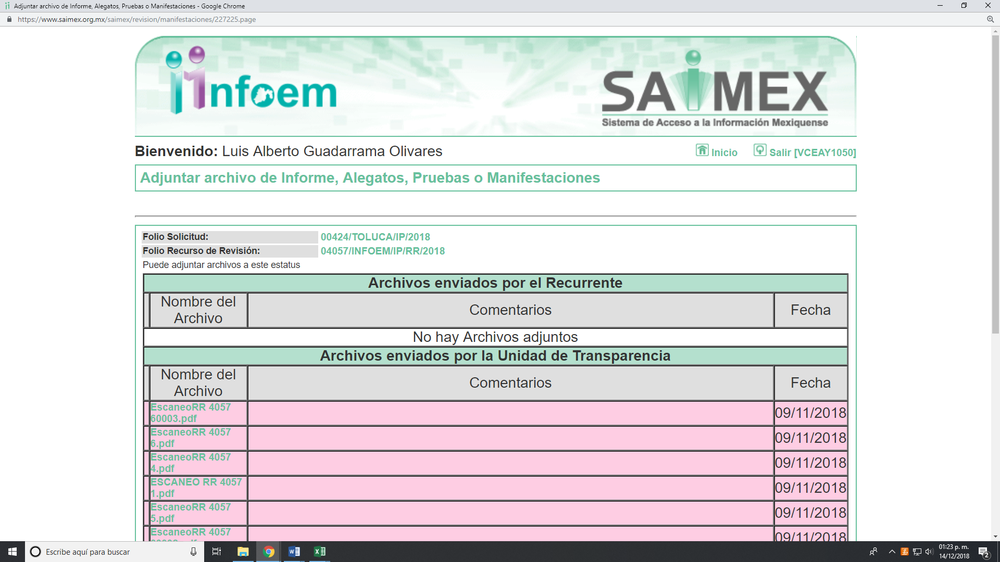 Adjuntar archivo de Informe, Alegatos, Pruebas o Manifestaciones - Google Chrome
https://www.saimex.org.mx/saimex/revision/manifestaciones/227225.page
infoem
SAIMEX
Sistema de Acceso a la Información Mexiquense
Bienvenido: Luis Alberto Guadarrama Olivares
Inicio
Salir [VCEAY1050]
Adjuntar archivo de Informe, Alegatos, Pruebas o Manifestaciones
Folio Solicitud: 00424/TOLUCA/IP/2018
Folio Recurso de Revisión: 04057/INFOEM/IP/RR/2018
Puede adjuntar archivos a este estatus
Archivos enviados por el Recurrente
Nombre del
Archivo
Comentarios
Fecha
No hay Archivos adjuntos
Archivos enviados por la Unidad de Transparencia
Nombre del
Archivo
Comentarios
Fecha
EscaneoRR 4057
60003.pdf
09/11/2018
EscaneoRR 4057
6.pdf
09/11/2018
EscaneoRR 4057
4.pdf
09/11/2018
ESCANEO RR 4057
1.pdf
09/11/2018
EscaneoRR 4057
5.pdf
09/11/2018
EscaneoRR 4057
09/11/2018
Escribe aquí para buscar
01:23 p. m.
14/12/2018
2